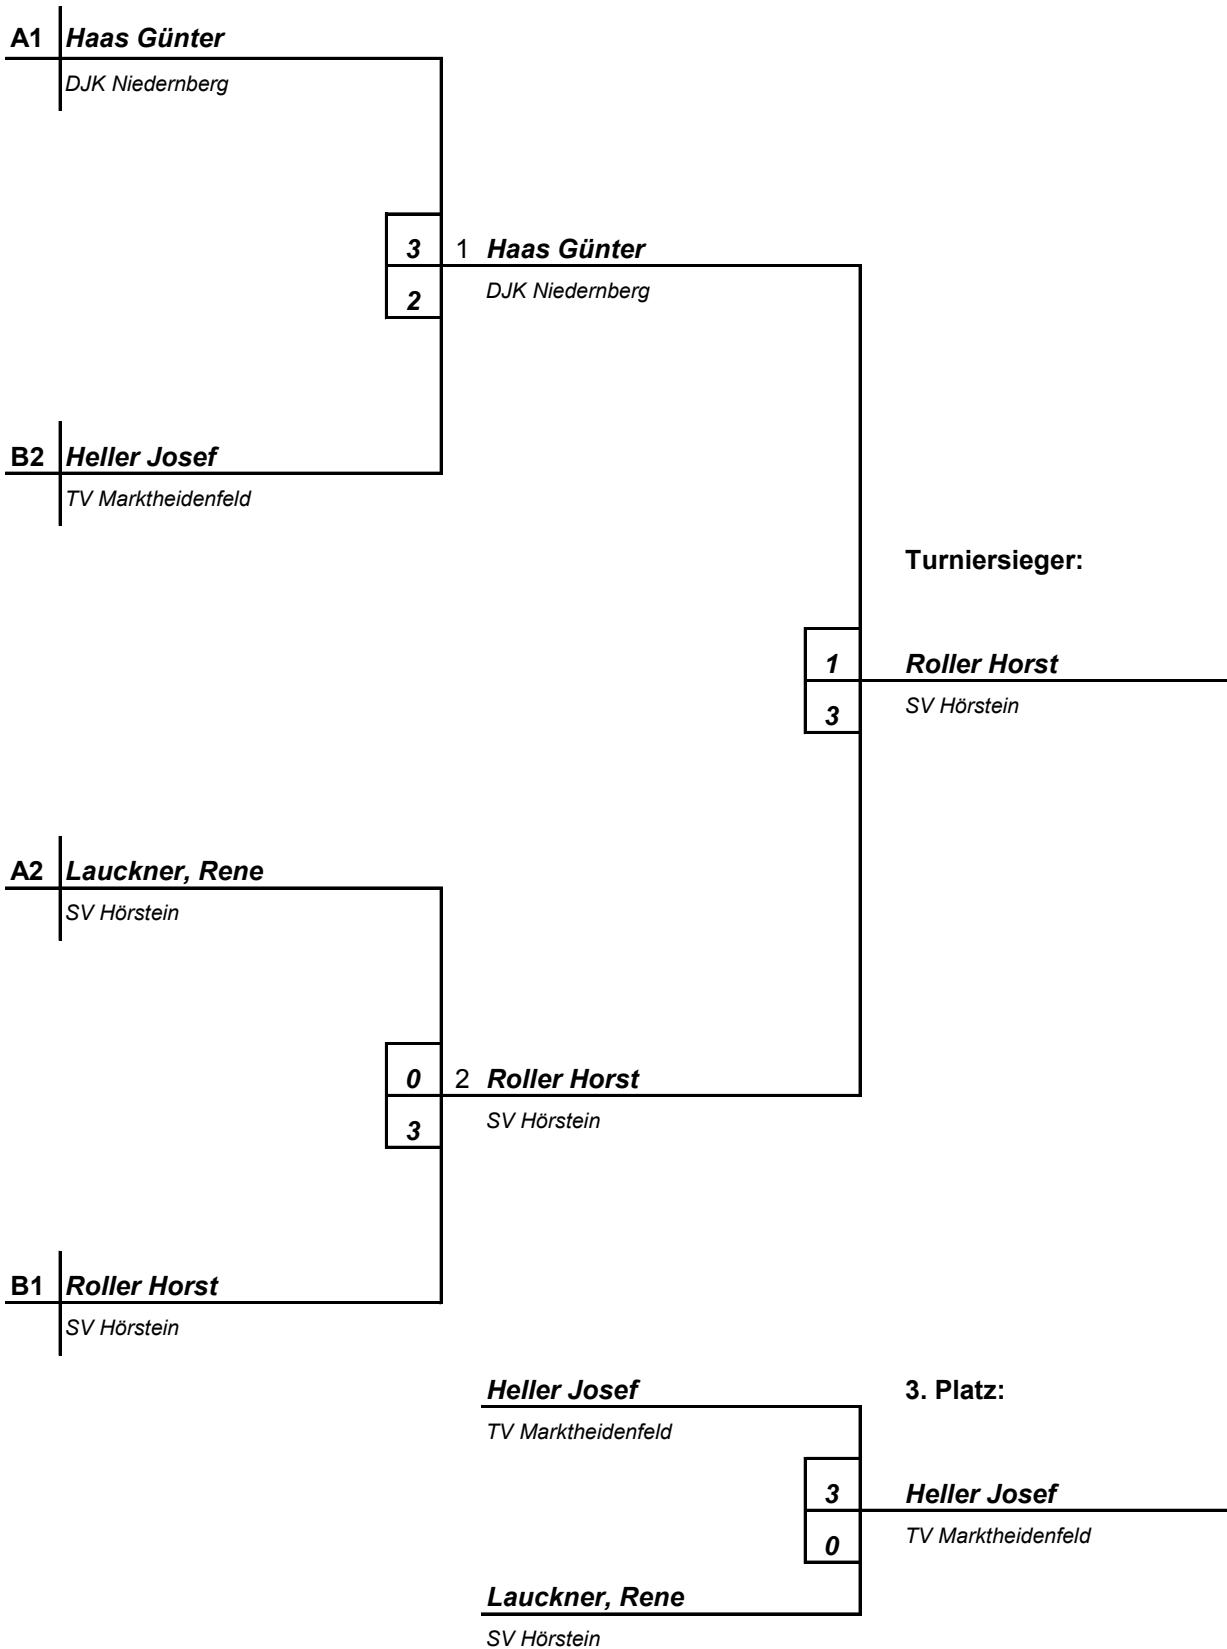 A1 Haas Günter
DJK Niedernberg
3 1 Haas Günter
2 DJK Niedernberg
B2 Heller Josef
TV Marktheidenfeld
Turniersieger:
1 Roller Horst
3 SV Hörstein
A2 Lauckner, Rene
SV Hörstein
0 2 Roller Horst
3 SV Hörstein
B1 Roller Horst
SV Hörstein
Heller Josef 3. Platz:
TV Marktheidenfeld
3 Heller Josef
0 TV Marktheidenfeld
Lauckner, Rene
SV Hörstein